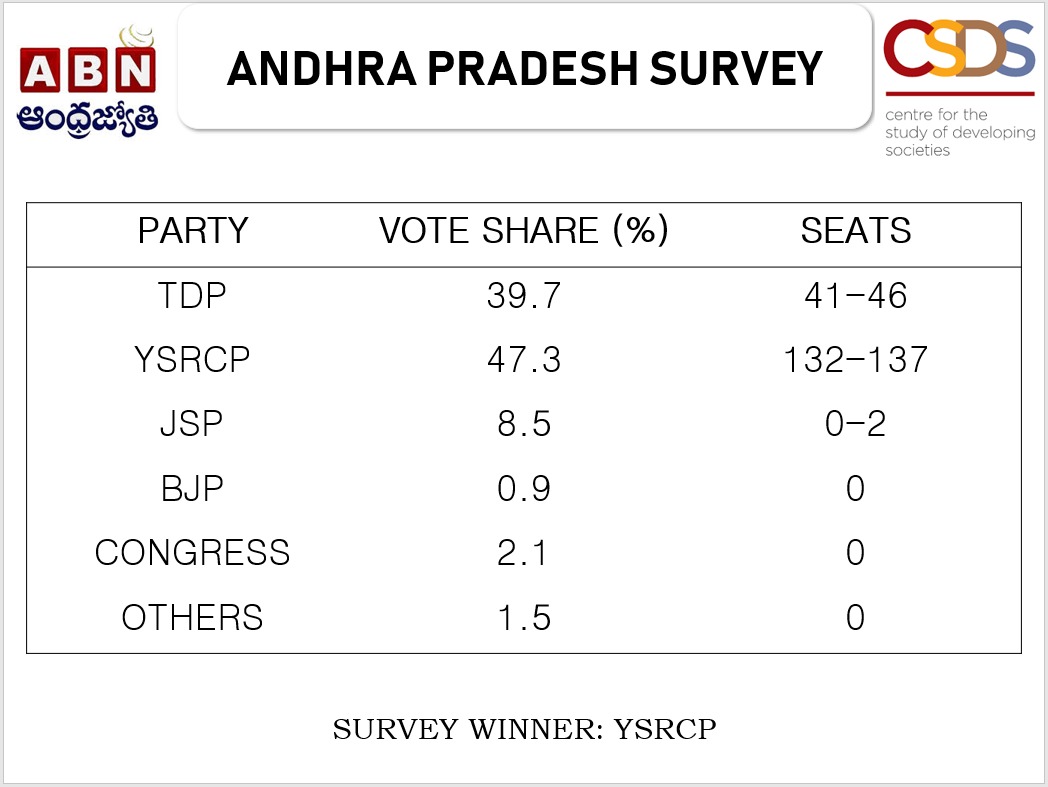 ABN
ఆంధ్రజ్యోతి
ANDHRA PRADESH SURVEY
CSDS
centre for the
study of developing
societies
PARTY VOTE SHARE (%) SEATS
TDP 39.7 41-46
YSRCP 47.3 132-137
JSP 8.5 0-2
BJP 0.9 0
CONGRESS 2.1 0
OTHERS 1.5 0
SURVEY WINNER: YSRCP